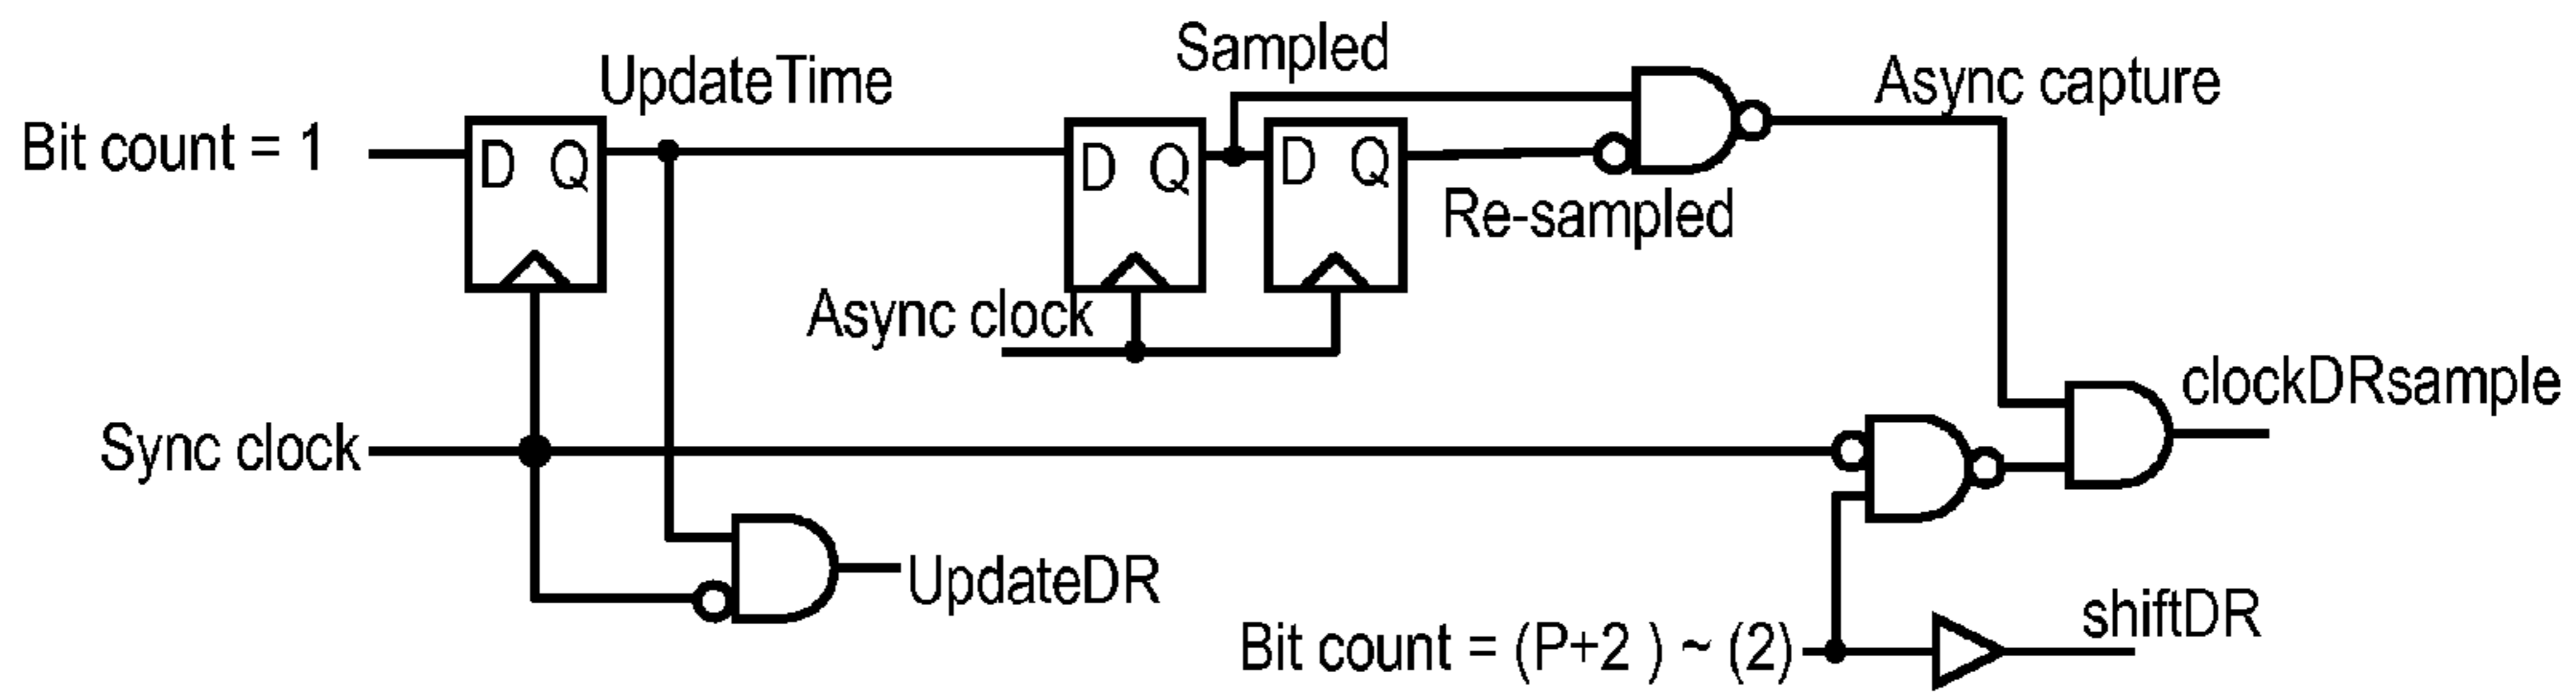 Sampled
UpdateTime
Async capture
Bit count = 1
D Q
D Q
D Q
Re-sampled
Async clock
clockDRsample
Sync clock
UpdateDR
shiftDR
Bit count = (P+2 ) ~ (2)